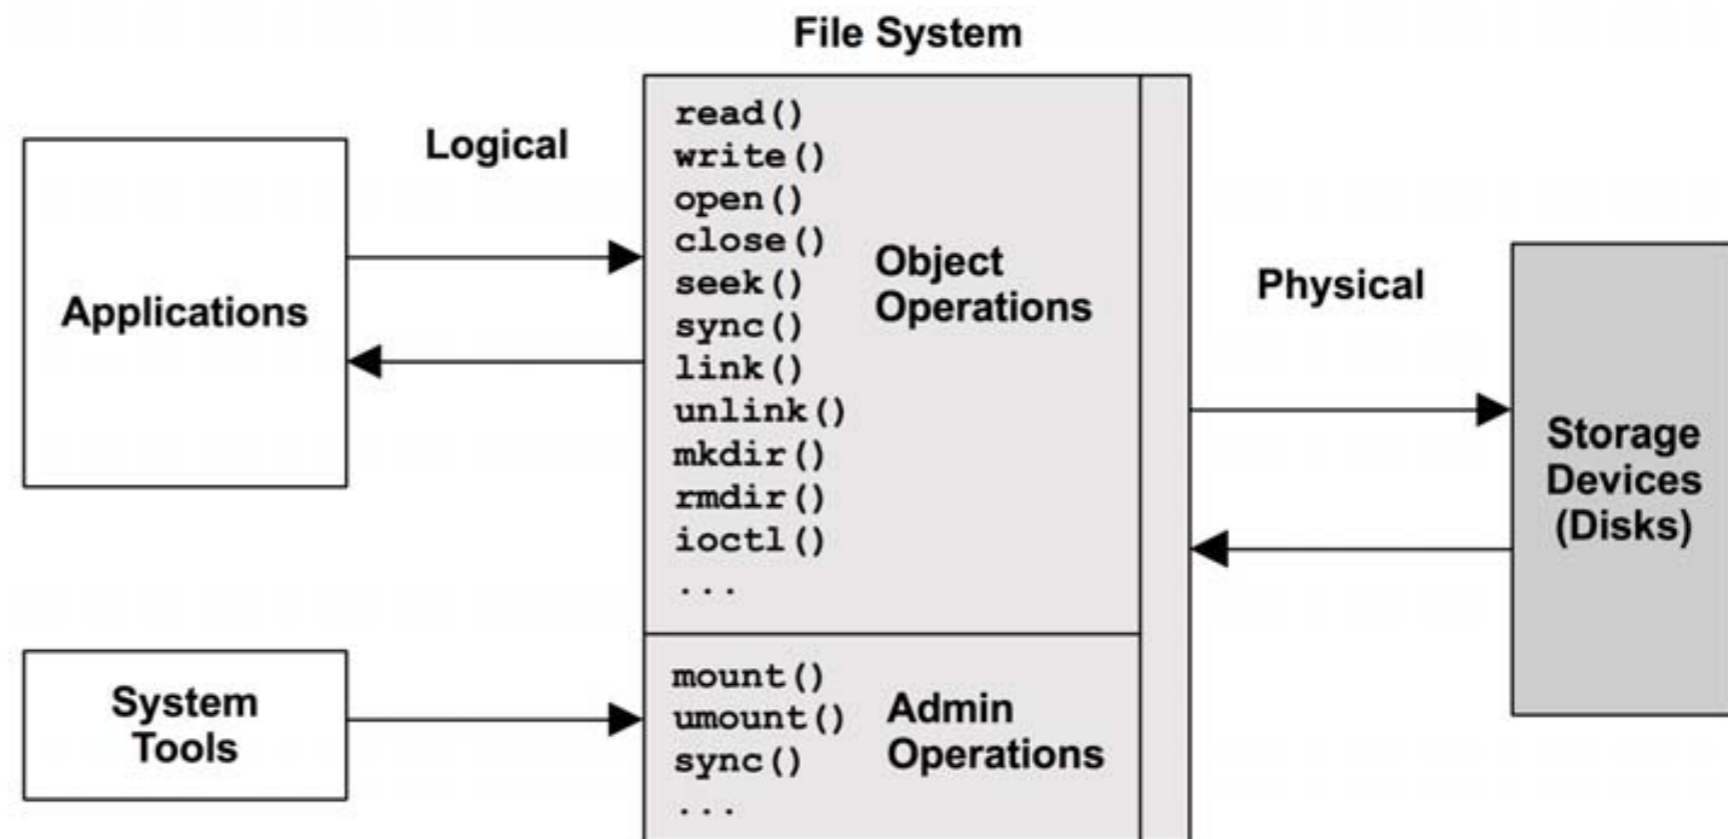 File System
Applications
Logical
read()
write()
open()
close()
seek()
sync()
link()
unlink()
mkdir()
rmdir()
ioctl()
...
Object
Operations
Physical
Storage
Devices
(Disks)
System
Tools
mount()
umount()
sync()
...
Admin
Operations